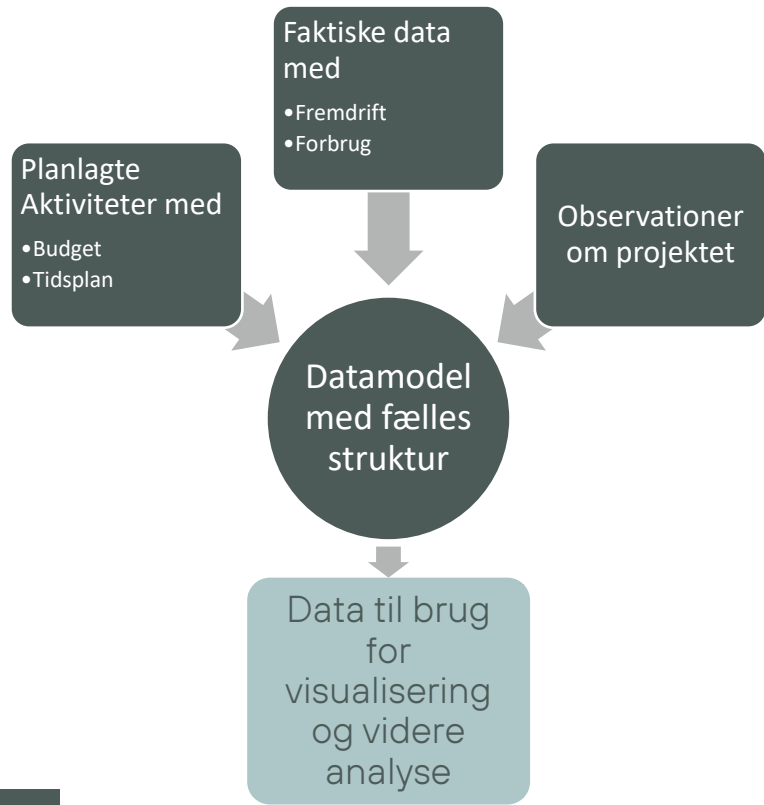 Faktiske data
med
•Fremdrift
•Forbrug
Planlagte
Aktiviteter med
•Budget
•Tidsplan
Observationer
om projektet
Datamodel
med fælles
struktur
Data til brug
for
visualisering
og videre
analyse